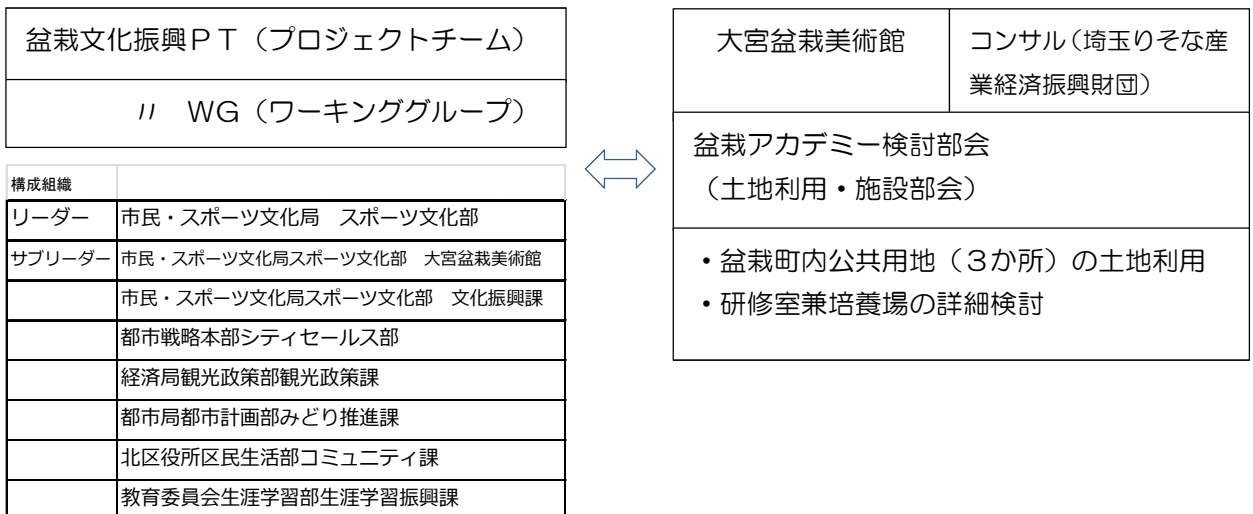 盆栽文化振興ＰＴ（プロジェクトチーム）
〃　WG（ワーキンググループ）
構成組織
リーダー　市民・スポーツ文化局　スポーツ文化部
サブリーダー　市民・スポーツ文化局スポーツ文化部　大宮盆栽美術館
市民・スポーツ文化局スポーツ文化部　文化振興課
都市戦略本部シティセールス部
経済局観光政策部観光政策課
都市局都市計画部みどり推進課
北区役所区民生活部コミュニティ課
教育委員会生涯学習部生涯学習振興課
大宮盆栽美術館
コンサル（埼玉りそな産
業経済振興財団）
盆栽アカデミー検討部会
（土地利用・施設部会）
・盆栽町内公共用地（３か所）の土地利用
・研修室兼培養場の詳細検討